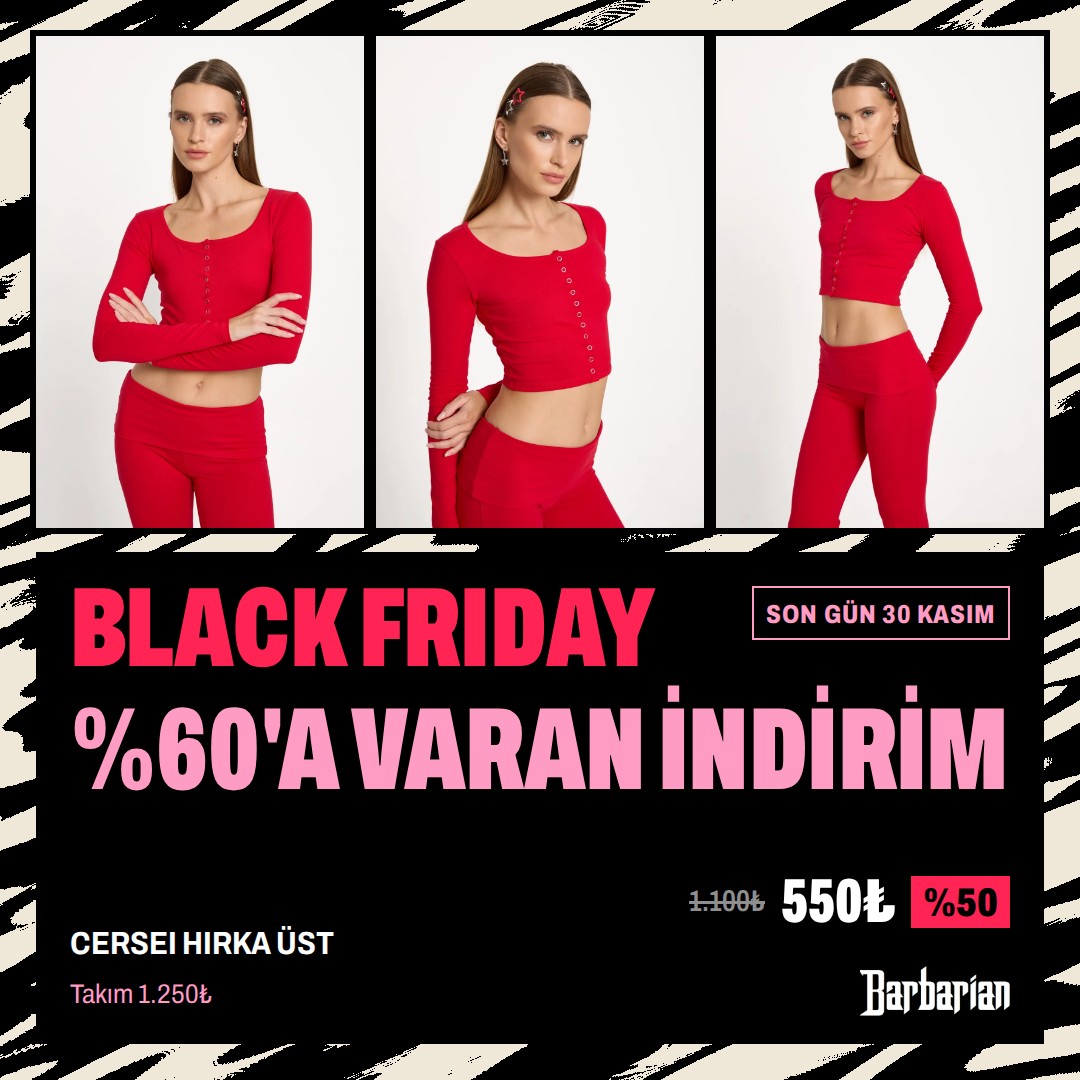 BLACK FRIDAY
SON GÜN 30 KASIM
%60'A VARAN İNDİRİM
1.100₺ 550₺ %50
CERSEI HIRKA ÜST
Takım 1.250₺
Barbarian